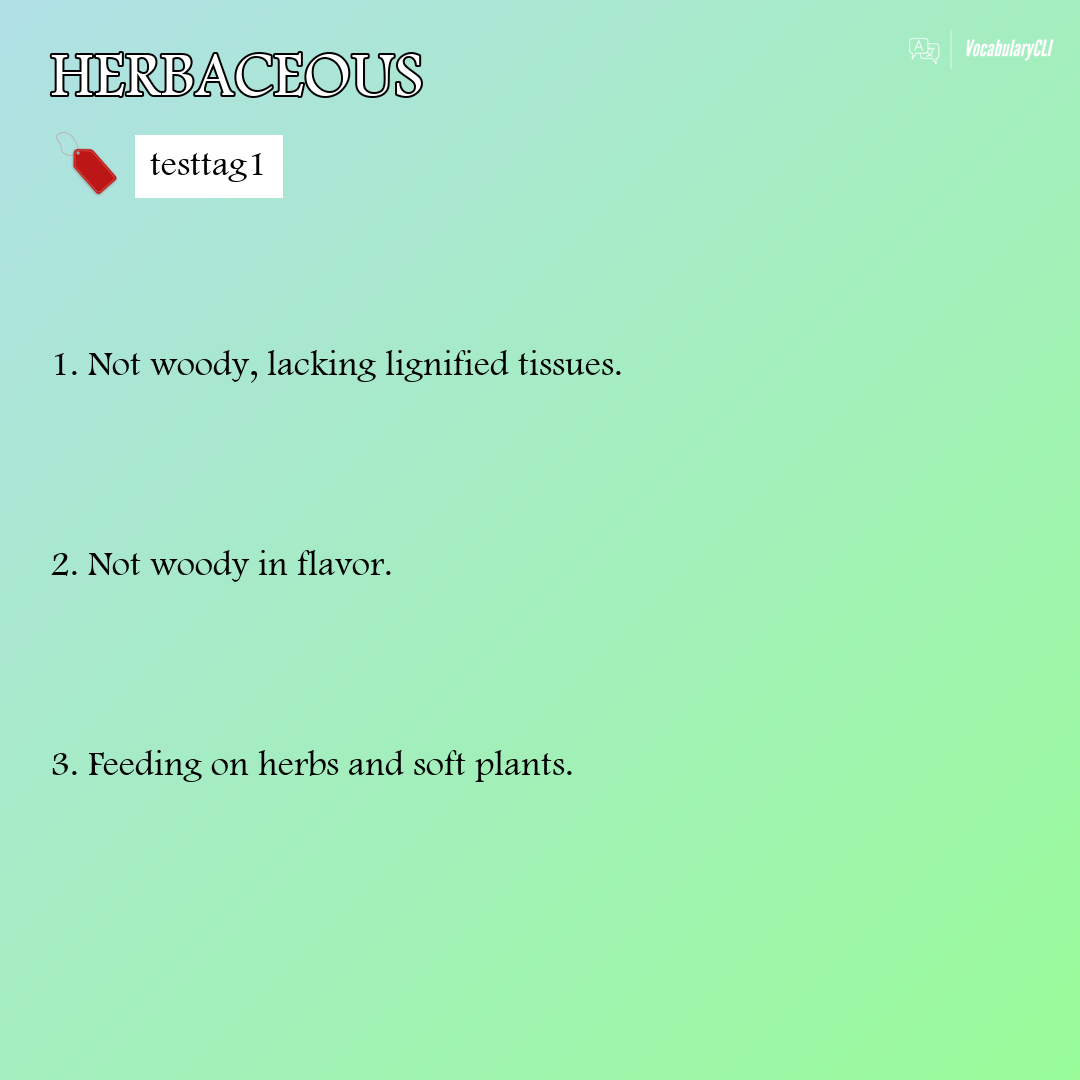 HERBACEOUS
A Z VocabularyCLI
testtag1
1. Not woody, lacking lignified tissues.
2. Not woody in flavor.
3. Feeding on herbs and soft plants.